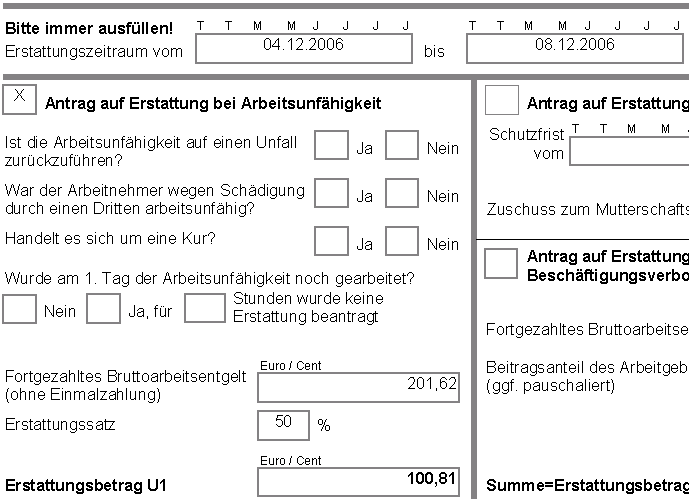 Bitte immer ausfüllen!
T T M M J J J J
T T M M J J J J
Erstattungszeitraum vom 04.12.2006 bis 08.12.2006
X Antrag auf Erstattung bei Arbeitsunfähigkeit
Ist die Arbeitsunfähigkeit auf einen Unfall
zurückzuführen? Ja Nein
War der Arbeitnehmer wegen Schädigung
durch einen Dritten arbeitsunfähig? Ja Nein
Handelt es sich um eine Kur? Ja Nein
Wurde am 1. Tag der Arbeitsunfähigkeit noch gearbeitet?
Nein Ja, für Stunden wurde keine
Erstattung beantragt
Euro / Cent
Fortgezahltes Bruttoarbeitsentgelt 201,62
(ohne Einmalzahlung)
Erstattungssatz 50 %
Euro / Cent
Erstattungsbetrag U1 100,81
Antrag auf Erstattung
Schutzfrist T T M M
vom
Zuschuss zum Mutterschafts
Antrag auf Erstattung
Beschäftigungsverbo
Fortgezahltes Bruttoarbeitse
Beitragsanteil des Arbeitgeb
(ggf. pauschaliert)
Summe=Erstattungsbetrag